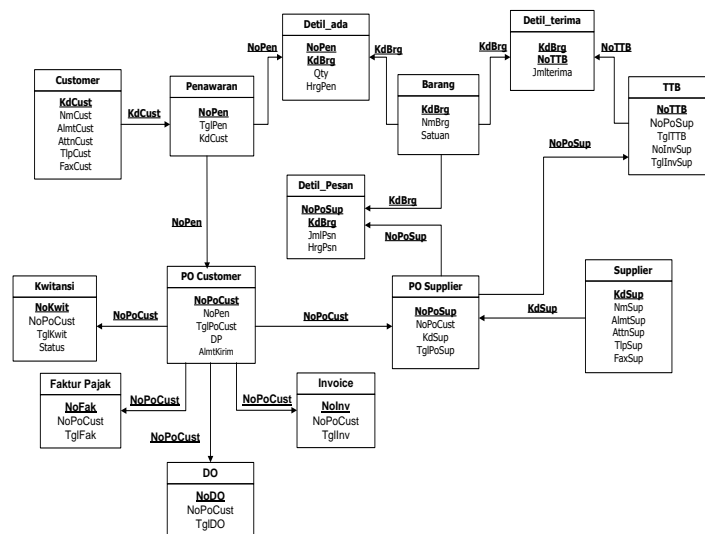 Detil_ada
NoPen
KdBrg
Qty
HrgPen
Detil_terima
KdBrg
NoTTB
JmlIterima
NoPen
KdBrg
KdBrg
NoTTB
Customer
KdCust
NmCust
AlmtCust
AttnCust
TlpCust
FaxCust
KdCust
Penawaran
NoPen
TglPen
KdCust
Barang
KdBrg
NmBrg
Satuan
TTB
NoTTB
NoPoSup
TglTTB
NoInvSup
TglInvSup
NoPoSup
Detil_Pesan
NoPoSup
KdBrg
JmlPsn
HrgPsn
KdBrg
NoPoSup
NoPen
Kwitansi
NoKwit
NoPoCust
TglKwit
Status
NoPoCust
PO Customer
NoPoCust
NoPen
TglPoCust
DP
AlmtKirim
NoPoCust
PO Supplier
NoPoSup
NoPoCust
KdSup
TglPoSup
KdSup
Supplier
KdSup
NmSup
AlmtSup
AttnSup
TlpSup
FaxSup
Faktur Pajak
NoFak
NoPoCust
TglFak
NoPoCust
NoPoCust
NoPoCust
Invoice
NoInv
NoPoCust
TglInv
DO
NoDO
NoPoCust
TglDO